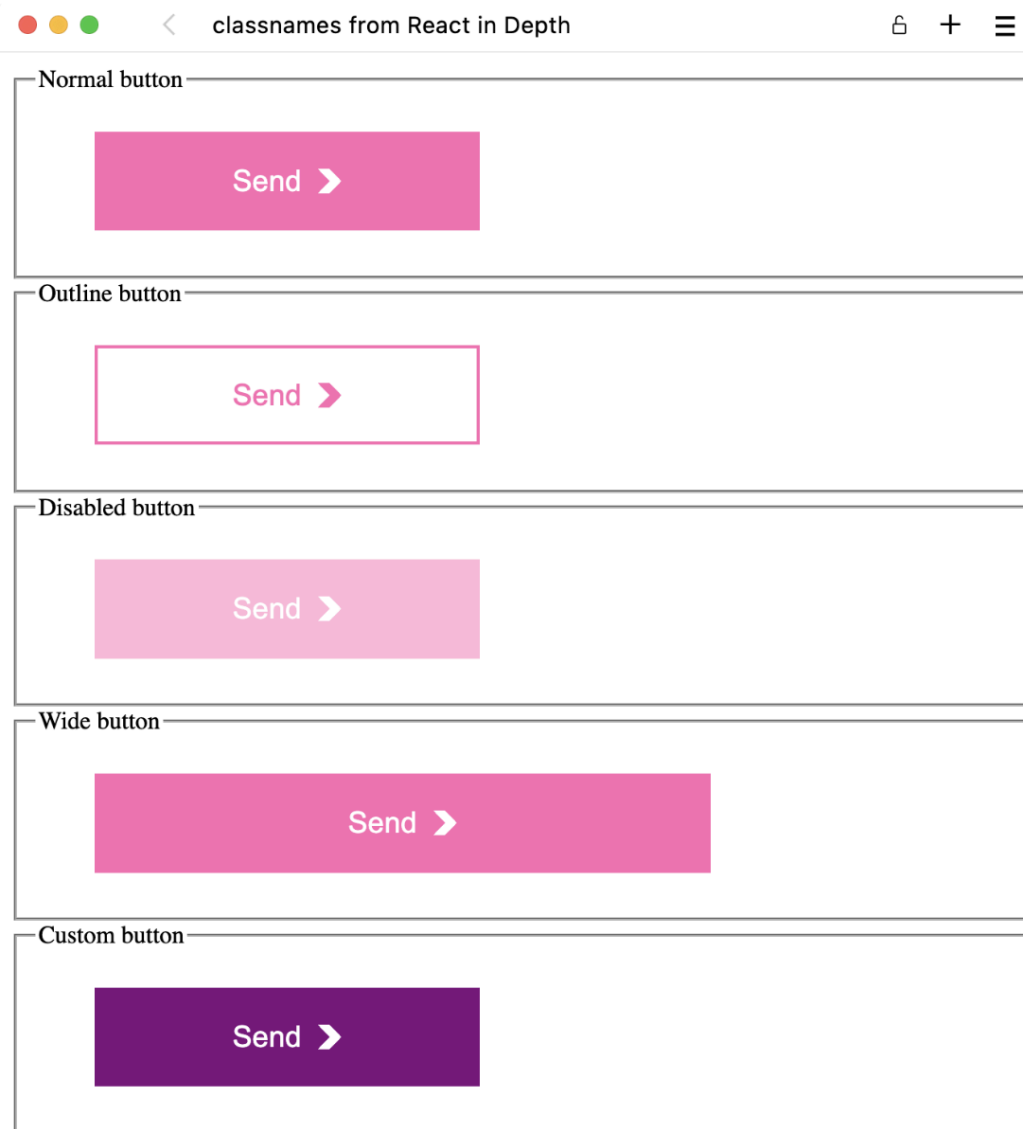 classnames from React in Depth
Normal button
Send
Outline button
Send
Disabled button
Send
Wide button
Send
Custom button
Send